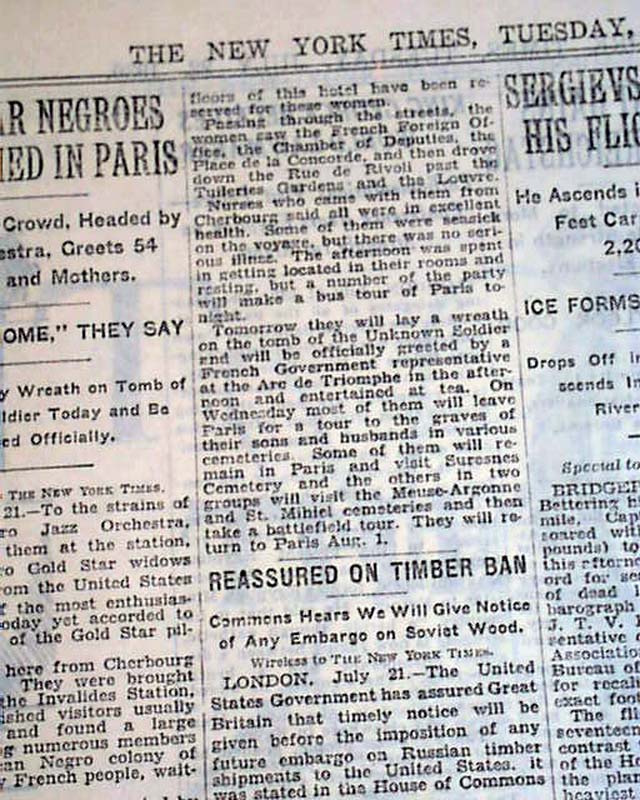 THE NEW YORK TIMES, TUESDAY,
AR NEGROES
MED IN PARIS
Crowd, Headed by
estra, Greets 54
and Mothers.
OME," THEY SAY
y Wreath on Tomb of
ldier Today and Be
ed Officially.
THE NEW YORK TIMES.
21.—To the strains of
ro Jazz Orchestra,
them at the station,
ro Gold Star widows
rom the United States
f the most enthusias-
oday yet accorded to
of the Gold Star pil-
here from Cherbourg
They were brought
the Invalides Station,
ished visitors usually
and found a large
g numerous members
can Negro colony of
y French people, wait-
floors of this hotel have been re-
served for these women.
Passing through the streets, the
women saw the French Foreign Of-
fice, the Chamber of Deputies, the
Place de la Concorde, and then drove
down the Rue de Rivoli past the
Tuileries Gardens and the Louvre.
Nurses who came with them from
Cherbourg said all were in excellent
health. Some of them were seasick
on the voyage, but there was no seri-
ous illness. The afternoon was spent
in getting located in their rooms and
resting, but a number of the party
will make a bus tour of Paris to-
night.
Tomorrow they will lay a wreath
on the tomb of the Unknown Soldier
and will be officially greeted by a
French Government representative
at the Arc de Triomphe in the after-
noon and entertained at tea. On
Wednesday most of them will leave
Paris for a tour to the graves of
their sons and husbands in various
cemeteries. Some of them will re-
main in Paris and visit Suresnes
Cemetery and the others in two
groups will visit the Meuse-Argonne
and St. Mihiel cemeteries and then
take a battlefield tour. They will re-
turn to Paris Aug. 1.
REASSURED ON TIMBER BAN
Commons Hears We Will Give Notice
of Any Embargo on Soviet Wood.
Wireless to THE NEW YORK TIMES.
LONDON, July 21.—The United
States Government has assured Great
Britain that timely notice will be
given before the imposition of any
future embargo on Russian timber
shipments to the United States, it
was stated in the House of Commons
SERGIEVS
HIS FLIG
He Ascends
Feet Car
2,20
ICE FORMS
Drops Off i
scends In
River
Special to
BRIDGEP
Bettering h
mile, Capt
soared with
pounds) to
this afterno
ord for se
of dead
barograph
J. T. V. 
sentative
Association
Bureau o
for recali
exact foo
The fli
seventeen
contrast
of the Ho
the plan
heaviest